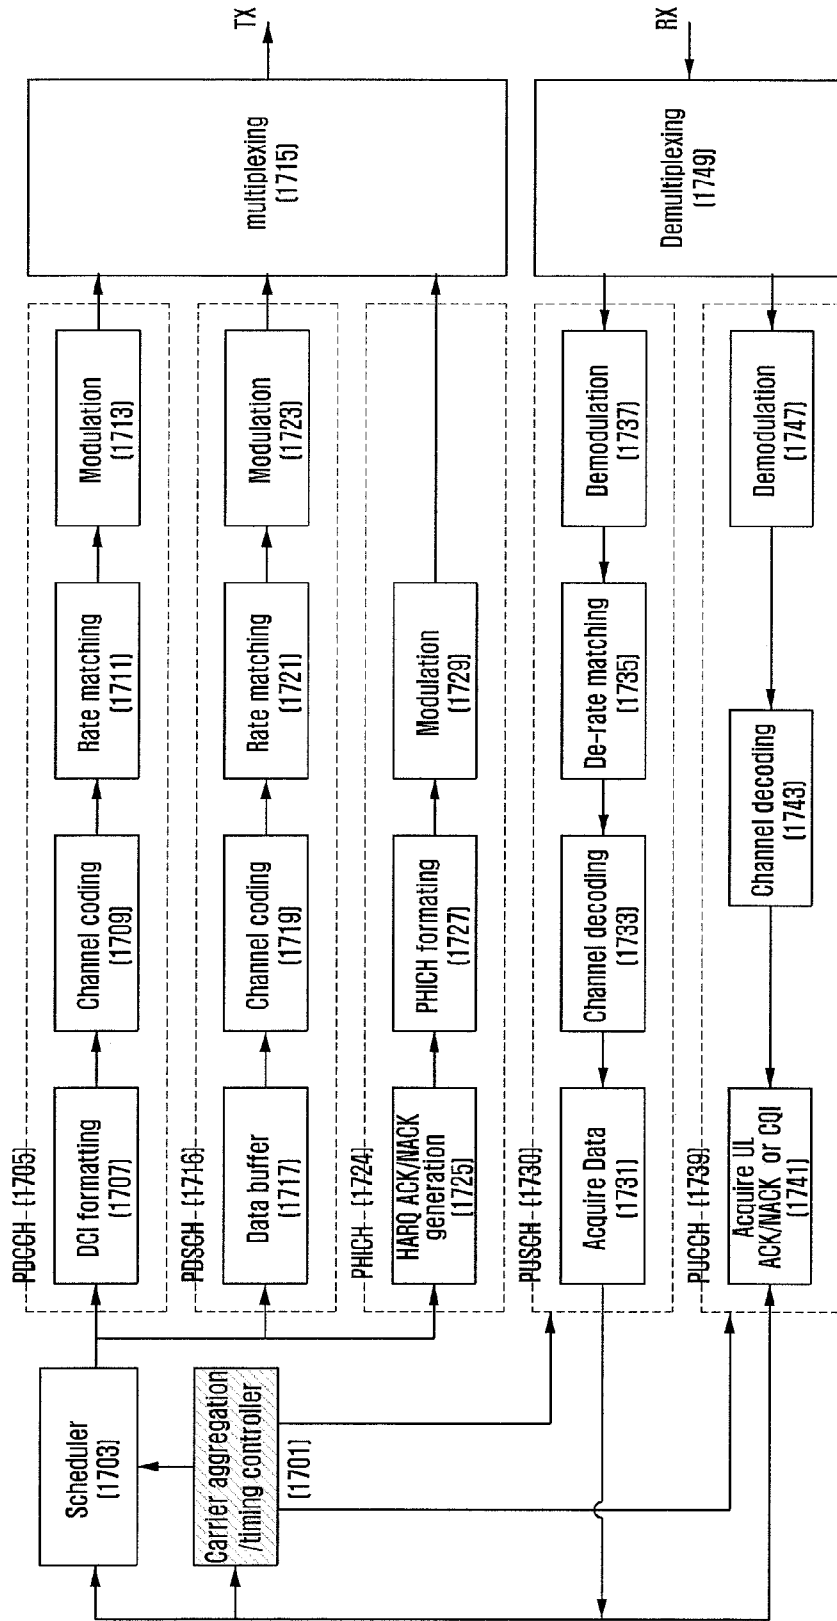 Scheduler
(1703)
Carrier aggregation
/timing controller
(1701)
PDCCH (1705)
DCI formatting
(1707)
Channel coding
(1709)
Rate matching
(1711)
Modulation
(1713)
PDSCH (1716)
Data buffer
(1717)
Channel coding
(1719)
Rate matching
(1721)
Modulation
(1723)
PHICH (1724)
HARQ ACK/NACK
generation
(1725)
PHICH formating
(1727)
Modulation
(1729)
multiplexing
(1715)
TX
PUSCH (1730)
Acquire Data
(1731)
Channel decoding
(1733)
De-rate matching
(1735)
Demodulation
(1737)
PUCCH (1739)
Acquire UL
ACK/NACK or CQI
(1741)
Channel decoding
(1743)
Demodulation
(1747)
Demultiplexing
(1749)
RX